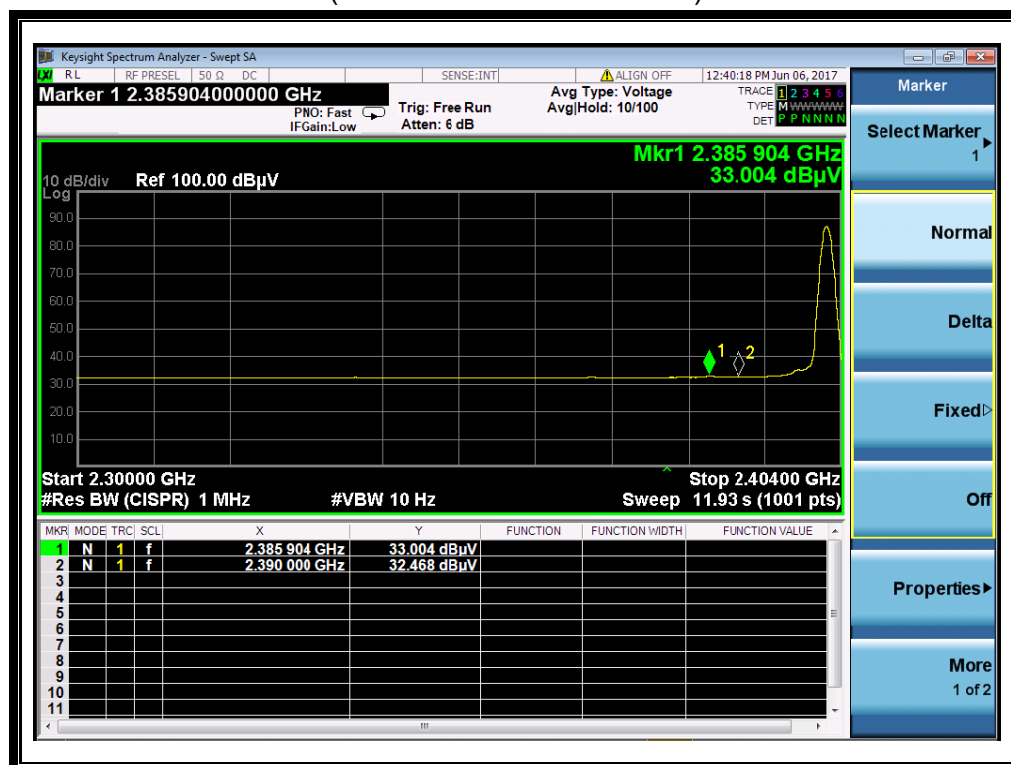 Keysight Spectrum Analyzer - Swept SA
LXI RL RF PRESEL 50 Ω DC SENSE:INT ALIGN OFF 12:40:18 PM Jun 06, 2017
Marker 1 2.385904000000 GHz
PNO: Fast
IFGain:Low
Trig: Free Run
Atten: 6 dB
Avg Type: Voltage
Avg|Hold: 10/100
TRACE 1 2 3 4 5 6
TYPE M WWWWW
DET P P N N N N
Mkr1 2.385 904 GHz
33.004 dBµV
10 dB/div Ref 100.00 dBµV
Log
90.0
80.0
70.0
60.0
50.0
40.0
30.0
20.0
10.0
1 2
Start 2.30000 GHz Stop 2.40400 GHz
#Res BW (CISPR) 1 MHz #VBW 10 Hz Sweep 11.93 s (1001 pts)
MKR MODE TRC SCL X Y FUNCTION FUNCTION WIDTH FUNCTION VALUE
1 N 1 f 2.385 904 GHz 33.004 dBµV
2 N 1 f 2.390 000 GHz 32.468 dBµV
3
4
5
6
7
8
9
10
11
Marker
Select Marker
1
Normal
Delta
Fixed
Off
Properties
More
1 of 2